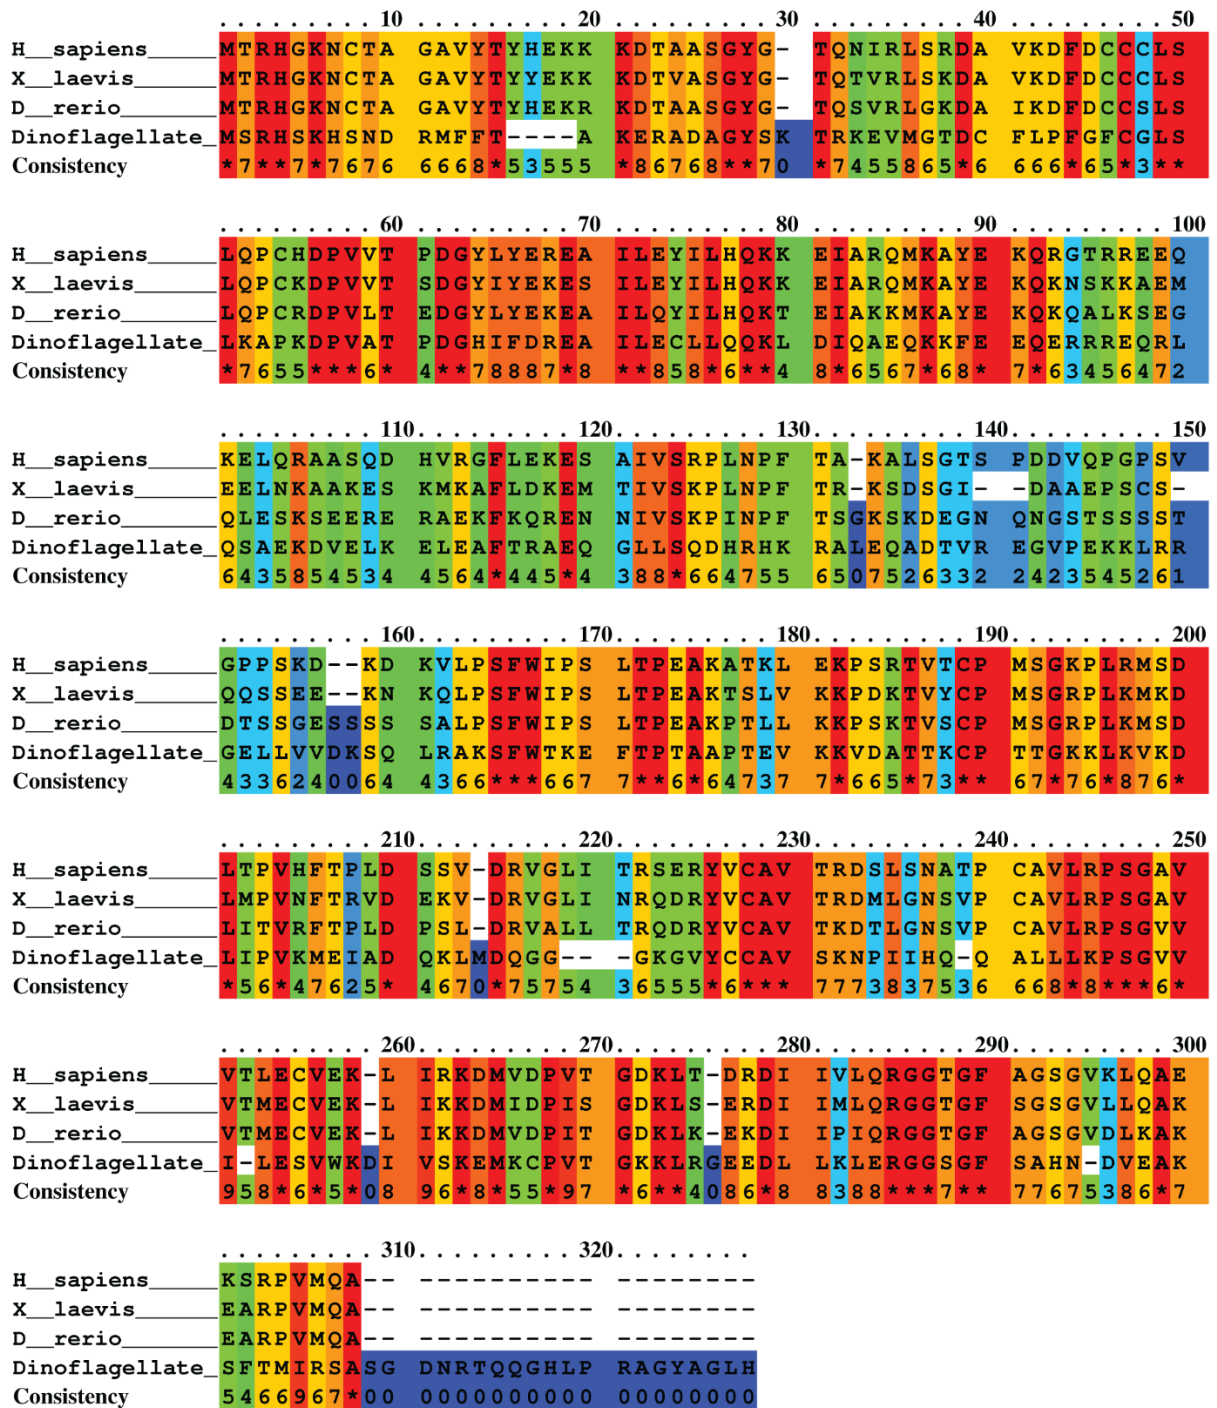 . . . . . . . . . 10 . . . . . . . . . 20 . . . . . . . . . 30 . . . . . . . . . 40 . . . . . . . . . 50
H__sapiens______ MTRHGKNCTA GAVYTYHEKK KDTAASGYG- TQNIRLSRDA VKDFDCCCLS
X__laevis_______ MTRHGKNCTA GAVYTYYEKK KDTVASGYG- TQTVRLSKDA VKDFDCCCLS
D__rerio________ MTRHGKNCTA GAVYTYHEKR KDTAASGYG- TQSVRLGKDA IKDFDCCSLS
Dinoflagellate_ MSRHSKHSND RMFFT----A KERADAGYSK TRKEVMGTDC FLPFGFCGLS
Consistency *7**7*7676 6668*53555 *86768**70 *7455865*6 666*65*3**
. . . . . . . . . 60 . . . . . . . . . 70 . . . . . . . . . 80 . . . . . . . . . 90 . . . . . . . . . 100
H__sapiens______ LQPCHDPVVT PDGYLYEREA ILEYILHQKK EIARQMKAYE KQRGTRREEQ
X__laevis_______ LQPCKDPVVT SDGYIYEKES ILEYILHQKK EIARQMKAYE KQKNSKKAEM
D__rerio________ LQPCRDPVLT EDGYLYEKEA ILQYILHQKT EIAKKMKAYE KQKQALKSEG
Dinoflagellate_ LKAPKDPVAT PDGHIFDREA ILECLLQQKL DIQAEQKKFE EQERRREQRL
Consistency *7655***6* 4**78887*8 **858*6**4 8*6567*68* 7*63456472
. . . . . . . . . 110 . . . . . . . . . 120 . . . . . . . . . 130 . . . . . . . . . 140 . . . . . . . . . 150
H__sapiens______ KELQRAASQD HVRGFLEKES AIVSRPLNPF TA-KALSGTS PDDVQPGPSV
X__laevis_______ EELNKAAKES KMKAFLDKEM TIVSKPLNPF TR-KSDSGI- -DAAEPSCS-
D__rerio________ QLESKSEERE RAEKFKQREN NIVSKPINPF TSGKSKDEGN QNGSTSSSST
Dinoflagellate_ QSAEKDVELK ELEAFTRAEQ GLLSQDHRHK RALEQADTVR EGVPEKKLRR
Consistency 6435854534 4564*445*4 388*664755 6507526332 2423545261
. . . . . . . . . 160 . . . . . . . . . 170 . . . . . . . . . 180 . . . . . . . . . 190 . . . . . . . . . 200
H__sapiens______ GPPSKD--KD KVLPSFWIPS LTPEAKATKL EKPSRTVTCP MSGKPLRMSD
X__laevis_______ QQSSEE--KN KQLPSFWIPS LTPEAKTSLV KKPDKTVYCP MSGRPLKMKD
D__rerio________ DTSSGESSSS SALPSFWIPS LTPEAKPTLL KKPSKTVSCP MSGRPLKMSD
Dinoflagellate_ GELLVVDKSQ LRAKSFWTKE FTPTAAPTEV KKVDATTKCP TTGKKLKVKD
Consistency 4336240064 4366***667 7**6*64737 7*665*73** 67*76*876*
. . . . . . . . . 210 . . . . . . . . . 220 . . . . . . . . . 230 . . . . . . . . . 240 . . . . . . . . . 250
H__sapiens______ LTPVHFTPLD SSV-DRVGLI TRSERYVCAV TRDSLSNATP CAVLRPSGAV
X__laevis_______ LMPVNFTRVD EKV-DRVGLI NRQDRYVCAV TRDMLGNSVP CAVLRPSGAV
D__rerio________ LITVRFTPLD PSL-DRVALL TRQDRYVCAV TKDTLGNSVP CAVLRPSGVV
Dinoflagellate_ LIPVKMEIAD QKLMDQGG-- -GKGVYCCAV SKNPIIHQ-Q ALLLKPSGVV
Consistency *56*47625* 4670*75754 36555*6*** 7773837536 668*8***6*
. . . . . . . . . 260 . . . . . . . . . 270 . . . . . . . . . 280 . . . . . . . . . 290 . . . . . . . . . 300
H__sapiens______ VTLECVEK-L IRKDMVDPVT GDKLT-DRDI IVLQRGGTGF AGSGVKLQAE
X__laevis_______ VTMECVEK-L IKKDMIDPIS GDKLS-ERDI IMLQRGGTGF SGSGVLLQAK
D__rerio________ VTMECVEK-L IKKDMVDPIT GDKLK-EKDI IPIQRGGTGF AGSGVDLKAK
Dinoflagellate_ I-LESVWKDI VSKEMKCPVT GKKLRGEEDL LKLERGGSGF SAHN-DVEAK
Consistency 958*6*5*08 96*8*55*97 *6**4086*8 8388***7** 77675386*7
. . . . . . . . . 310 . . . . . . . . . 320 . . . . . . . .
H__sapiens______ KSRPVMQA-- ---------- --------
X__laevis_______ EARPVMQA-- ---------- --------
D__rerio________ EARPVMQA-- ---------- --------
Dinoflagellate_ SFTMIRSASG DNRTQQGHLP RAGYAGLH
Consistency 5466967*00 0000000000 00000000